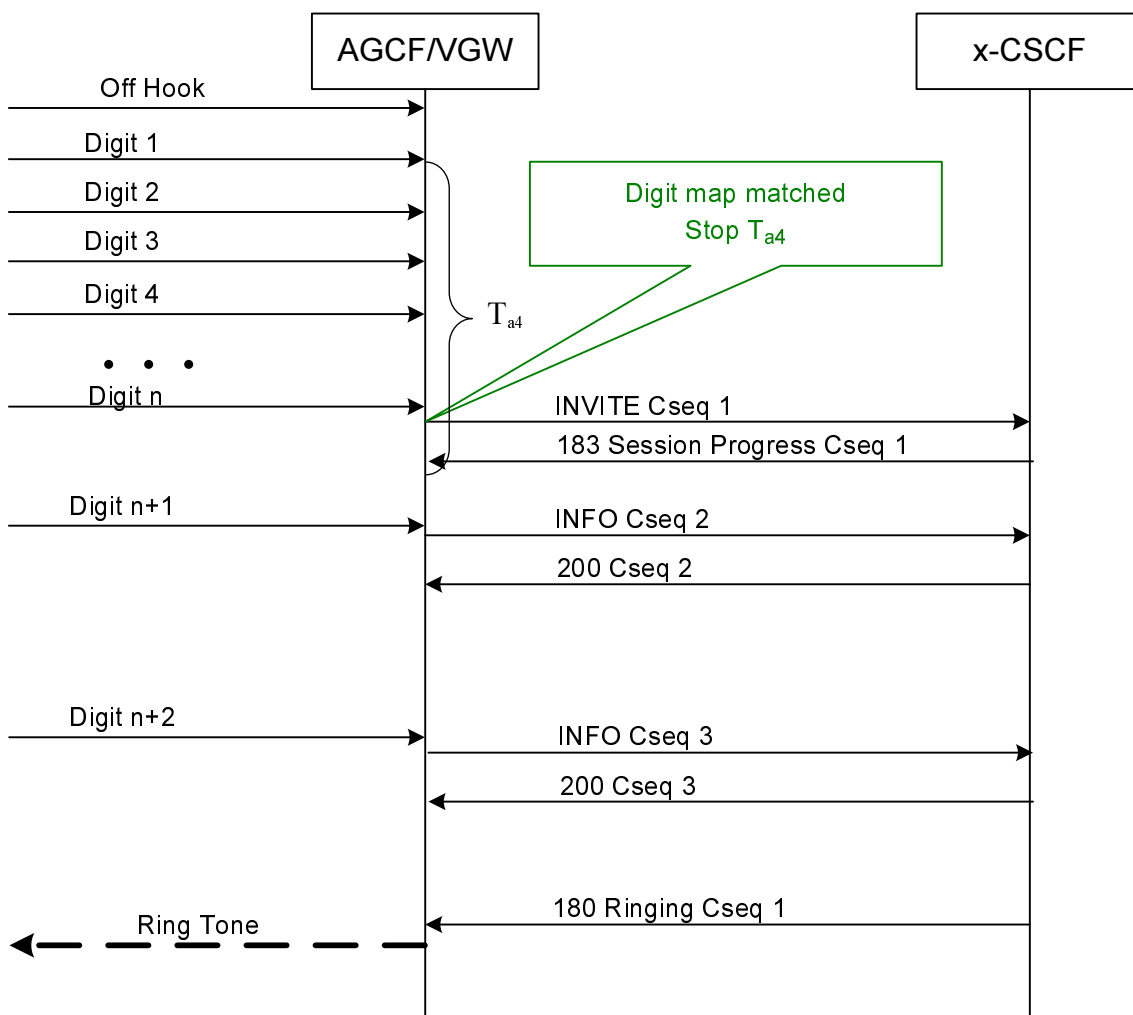 AGCF/VGW
x-CSCF
Off Hook
Digit 1
Digit 2
Digit map matched
Stop Ta4
Digit 3
Digit 4
Ta4
. . .
Digit n
INVITE Cseq 1
183 Session Progress Cseq 1
Digit n+1
INFO Cseq 2
200 Cseq 2
Digit n+2
INFO Cseq 3
200 Cseq 3
180 Ringing Cseq 1
Ring Tone